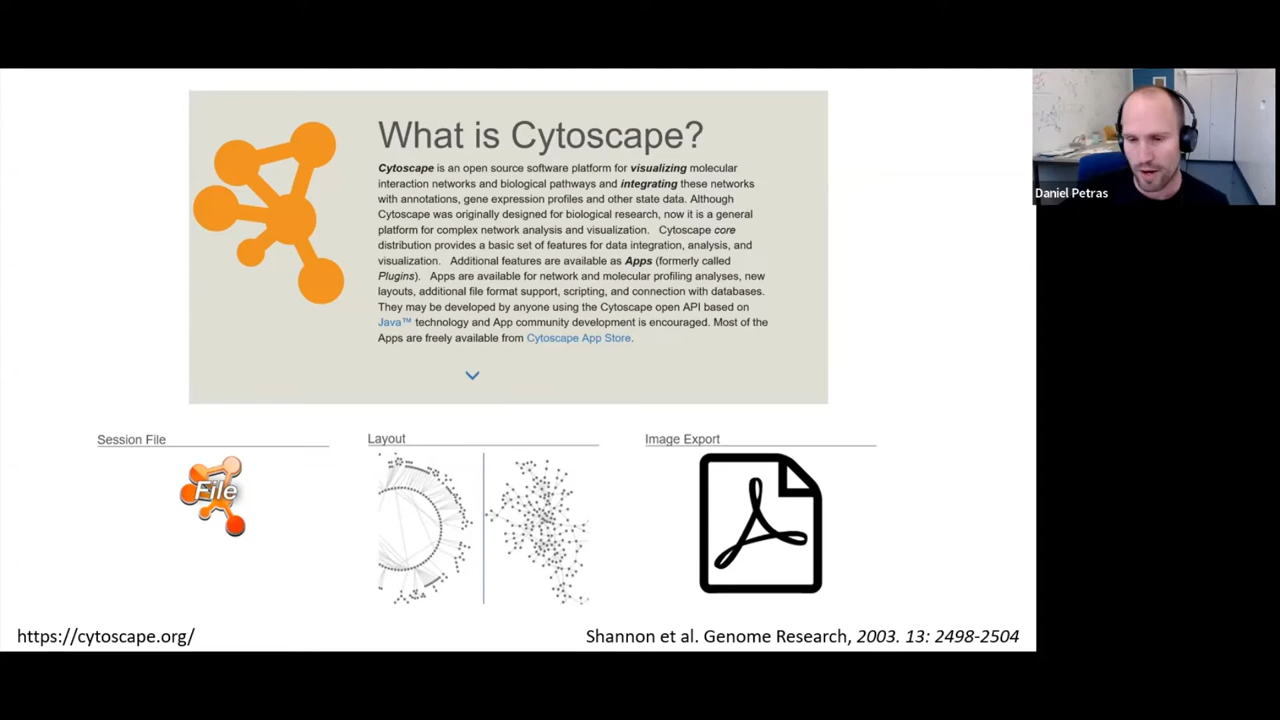 What is Cytoscape?
Cytoscape is an open source software platform for visualizing molecular
interaction networks and biological pathways and integrating these networks
with annotations, gene expression profiles and other state data. Although
Cytoscape was originally designed for biological research, now it is a general
platform for complex network analysis and visualization. Cytoscape core
distribution provides a basic set of features for data integration, analysis, and
visualization. Additional features are available as Apps (formerly called
Plugins). Apps are available for network and molecular profiling analyses, new
layouts, additional file format support, scripting, and connection with databases.
They may be developed by anyone using the Cytoscape open API based on
Java™ technology and App community development is encouraged. Most of the
Apps are freely available from Cytoscape App Store.
Daniel Petras
Session File
File
Layout
Image Export
https://cytoscape.org/
Shannon et al. Genome Research, 2003. 13: 2498-2504